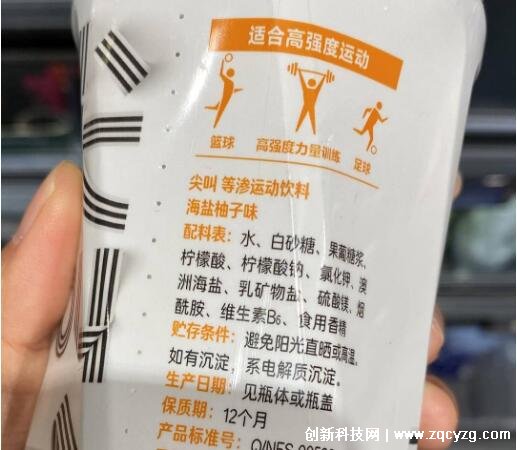 适合高强度运动
篮球 高强度力量训练 足球
尖叫 等渗运动饮料
海盐柚子味
配料表：水、白砂糖、果葡糖浆、
柠檬酸、柠檬酸钠、氯化钾、澳
洲海盐、乳矿物盐、硫酸镁、烟
酰胺、维生素B₆、食用香精
贮存条件：避免阳光直晒或高温。
如有沉淀，系电解质沉淀。
生产日期：见瓶体或瓶盖
保质期：12个月
产品标准号：Q/NFS
创新科技网：www.zqcyzg.com